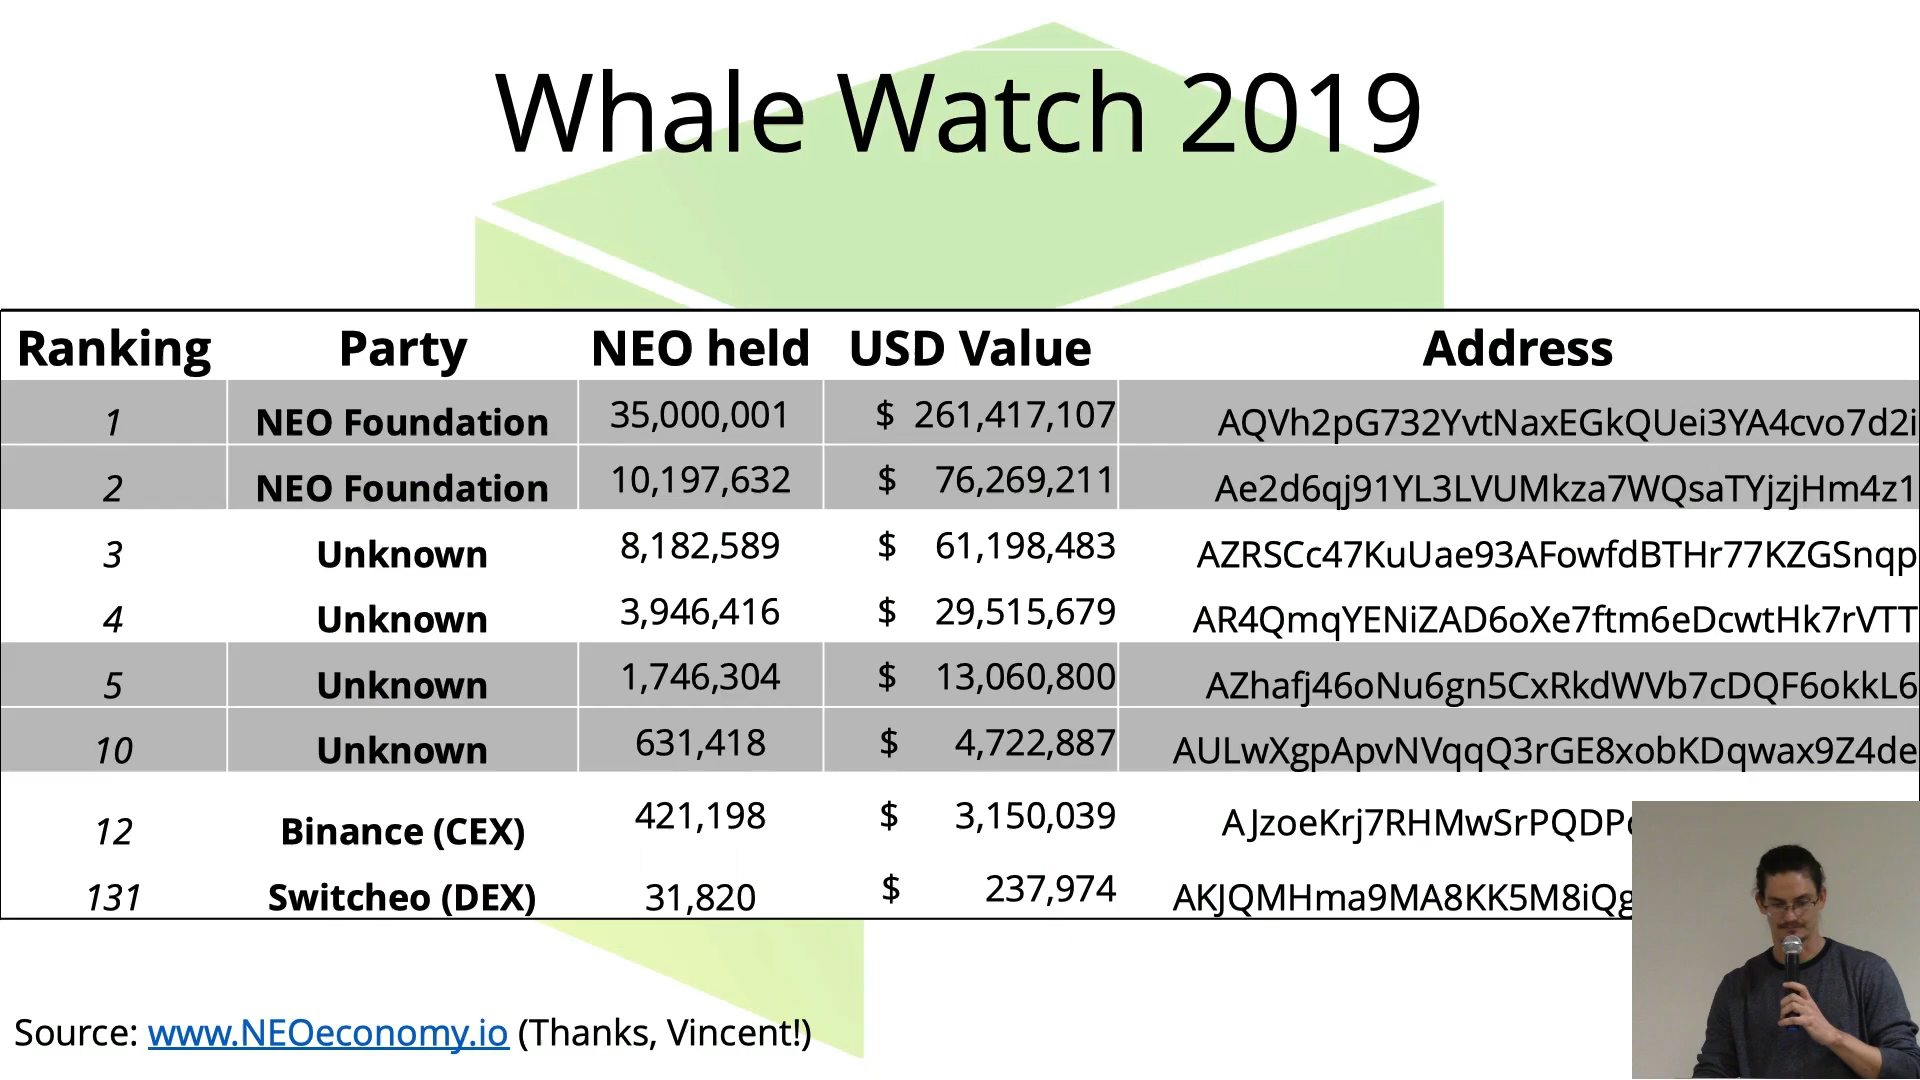 Whale Watch 2019
Ranking Party NEO held USD Value Address
1 NEO Foundation 35,000,001 $ 261,417,107 AQVh2pG732YvtNaxEGkQUei3YA4cvo7d2i
2 NEO Foundation 10,197,632 $ 76,269,211 Ae2d6qj91YL3LVUMkza7WQsaTYjzjHm4z1
3 Unknown 8,182,589 $ 61,198,483 AZRSCc47KuUae93AFowfdBTHr77KZGSnqp
4 Unknown 3,946,416 $ 29,515,679 AR4QmqYENiZAD6oXe7ftm6eDcwtHk7rVTT
5 Unknown 1,746,304 $ 13,060,800 AZhafj46oNu6gn5CxRkdWVb7cDQF6okkL6
10 Unknown 631,418 $ 4,722,887 AULwXgpApvNVqqQ3rGE8xobKDqwax9Z4de
12 Binance (CEX) 421,198 $ 3,150,039
131 Switcheo (DEX) 31,820 $ 237,974
Source: www.NEOeconomy.io (Thanks, Vincent!)